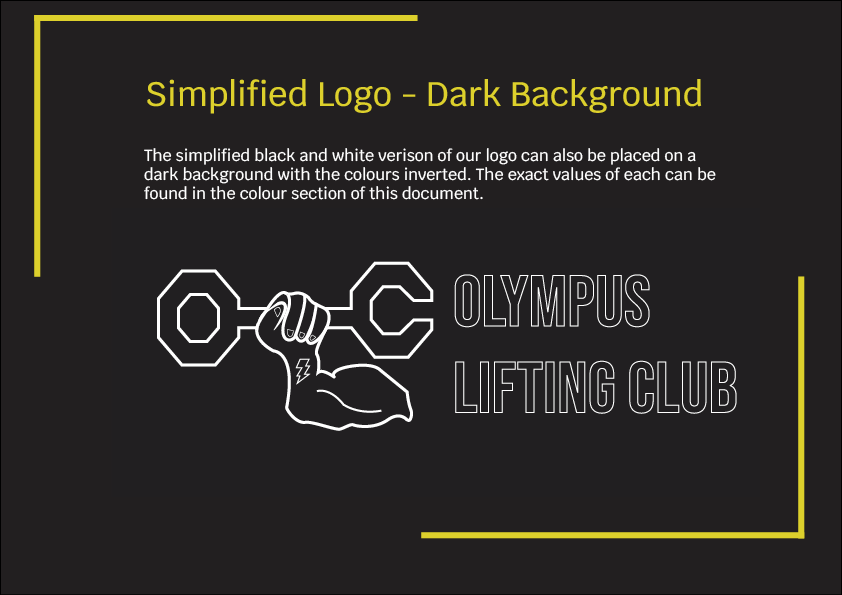 Simplified Logo - Dark Background
The simplified black and white verison of our logo can also be placed on a
dark background with the colours inverted. The exact values of each can be
found in the colour section of this document.
OLYMPUS
LIFTING CLUB